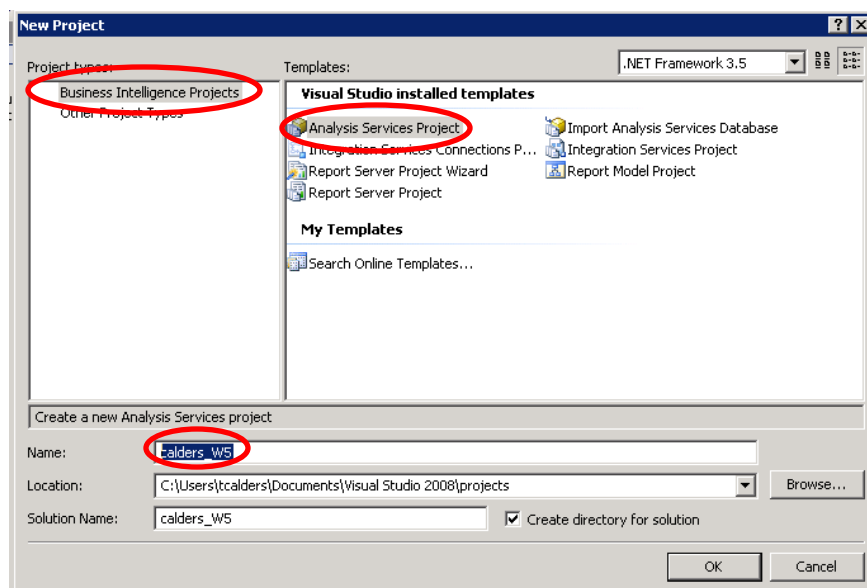 New Project
Project types:
Templates:
.NET Framework 3.5
Business Intelligence Projects
Other Project Types
Visual Studio installed templates
Analysis Services Project
Import Analysis Services Database
Integration Services Connections P...
Integration Services Project
Report Server Project Wizard
Report Model Project
Report Server Project
My Templates
Search Online Templates...
Create a new Analysis Services project
Name:
calders_W5
Location:
C:\Users\tcalders\Documents\Visual Studio 2008\projects
Browse...
Solution Name:
calders_W5
Create directory for solution
OK
Cancel